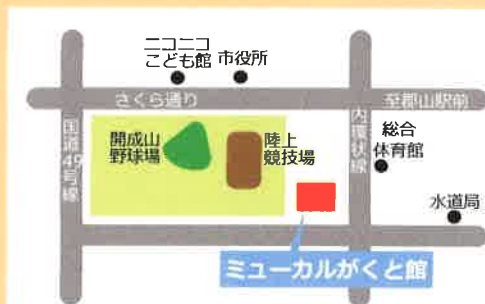 ニコニコ
こども館
市役所
さくら通り
至郡山駅前
国道49号線
開成山
野球場
陸上
競技場
内環状線
総合
体育館
水道局
ミューカルがくと館